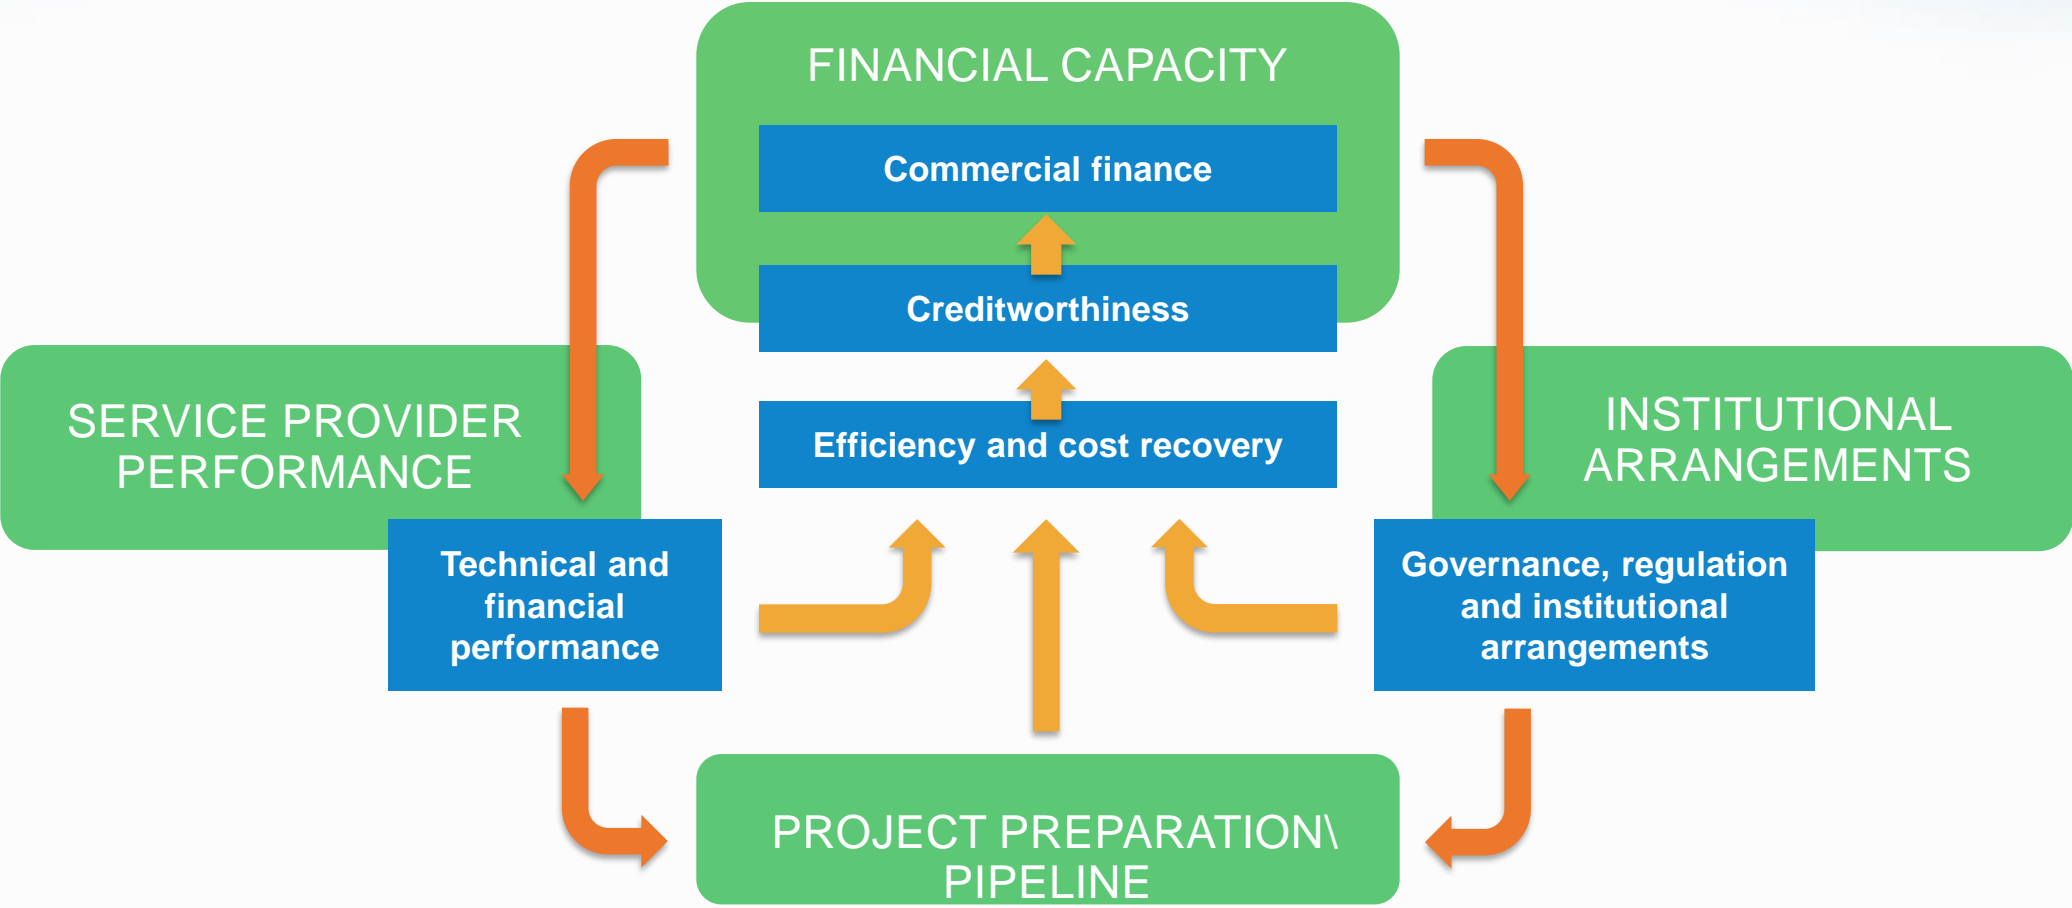 FINANCIAL CAPACITY
Commercial finance
Creditworthiness
Efficiency and cost recovery
SERVICE PROVIDER
PERFORMANCE
Technical and
financial
performance
INSTITUTIONAL
ARRANGEMENTS
Governance, regulation
and institutional
arrangements
PROJECT PREPARATION\
PIPELINE